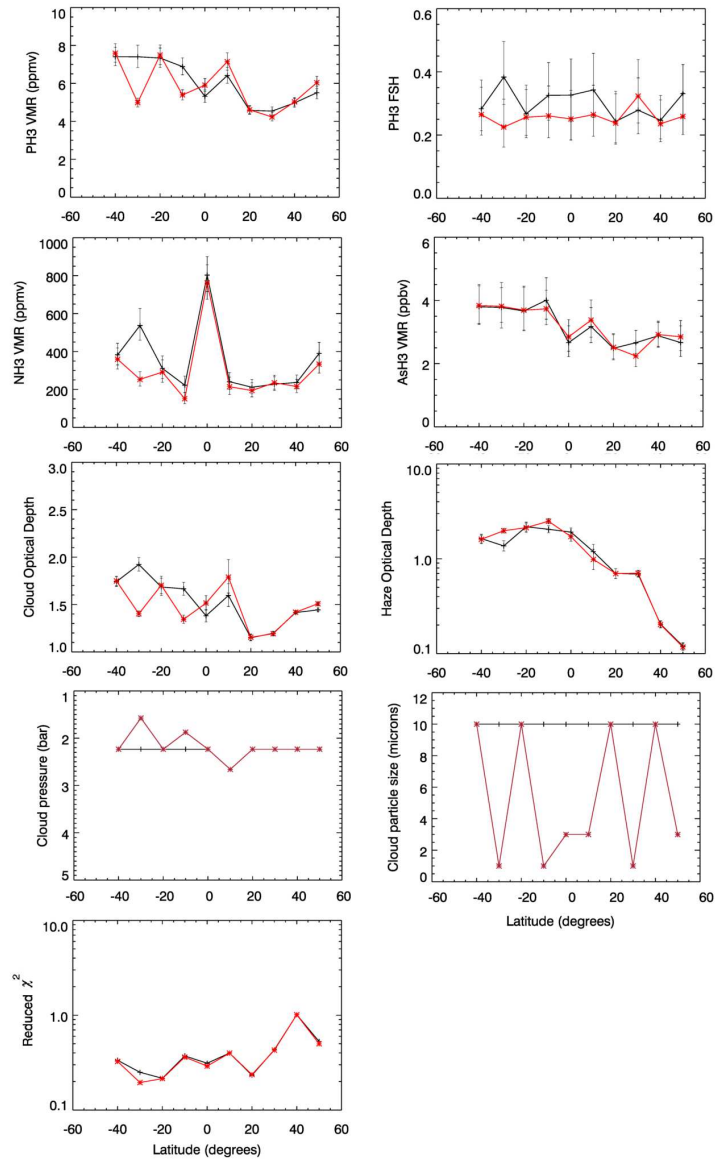 10
8
6
4
2
0
PH3 VMR (ppmv)
-60 -40 -20 0 20 40 60
0.6
0.4
0.2
0.0
PH3 FSH
-60 -40 -20 0 20 40 60
1000
800
600
400
200
0
NH3 VMR (ppmv)
-60 -40 -20 0 20 40 60
6
4
2
0
AsH3 VMR (ppbv)
-60 -40 -20 0 20 40 60
3.0
2.5
2.0
1.5
1.0
Cloud Optical Depth
-60 -40 -20 0 20 40 60
10.0
1.0
0.1
Haze Optical Depth
-60 -40 -20 0 20 40 60
1
2
3
4
5
Cloud pressure (bar)
-60 -40 -20 0 20 40 60
12
10
8
6
4
2
0
Cloud particle size (microns)
-60 -40 -20 0 20 40 60
Latitude (degrees)
10.0
1.0
0.1
Reduced χ²
-60 -40 -20 0 20 40 60
Latitude (degrees)